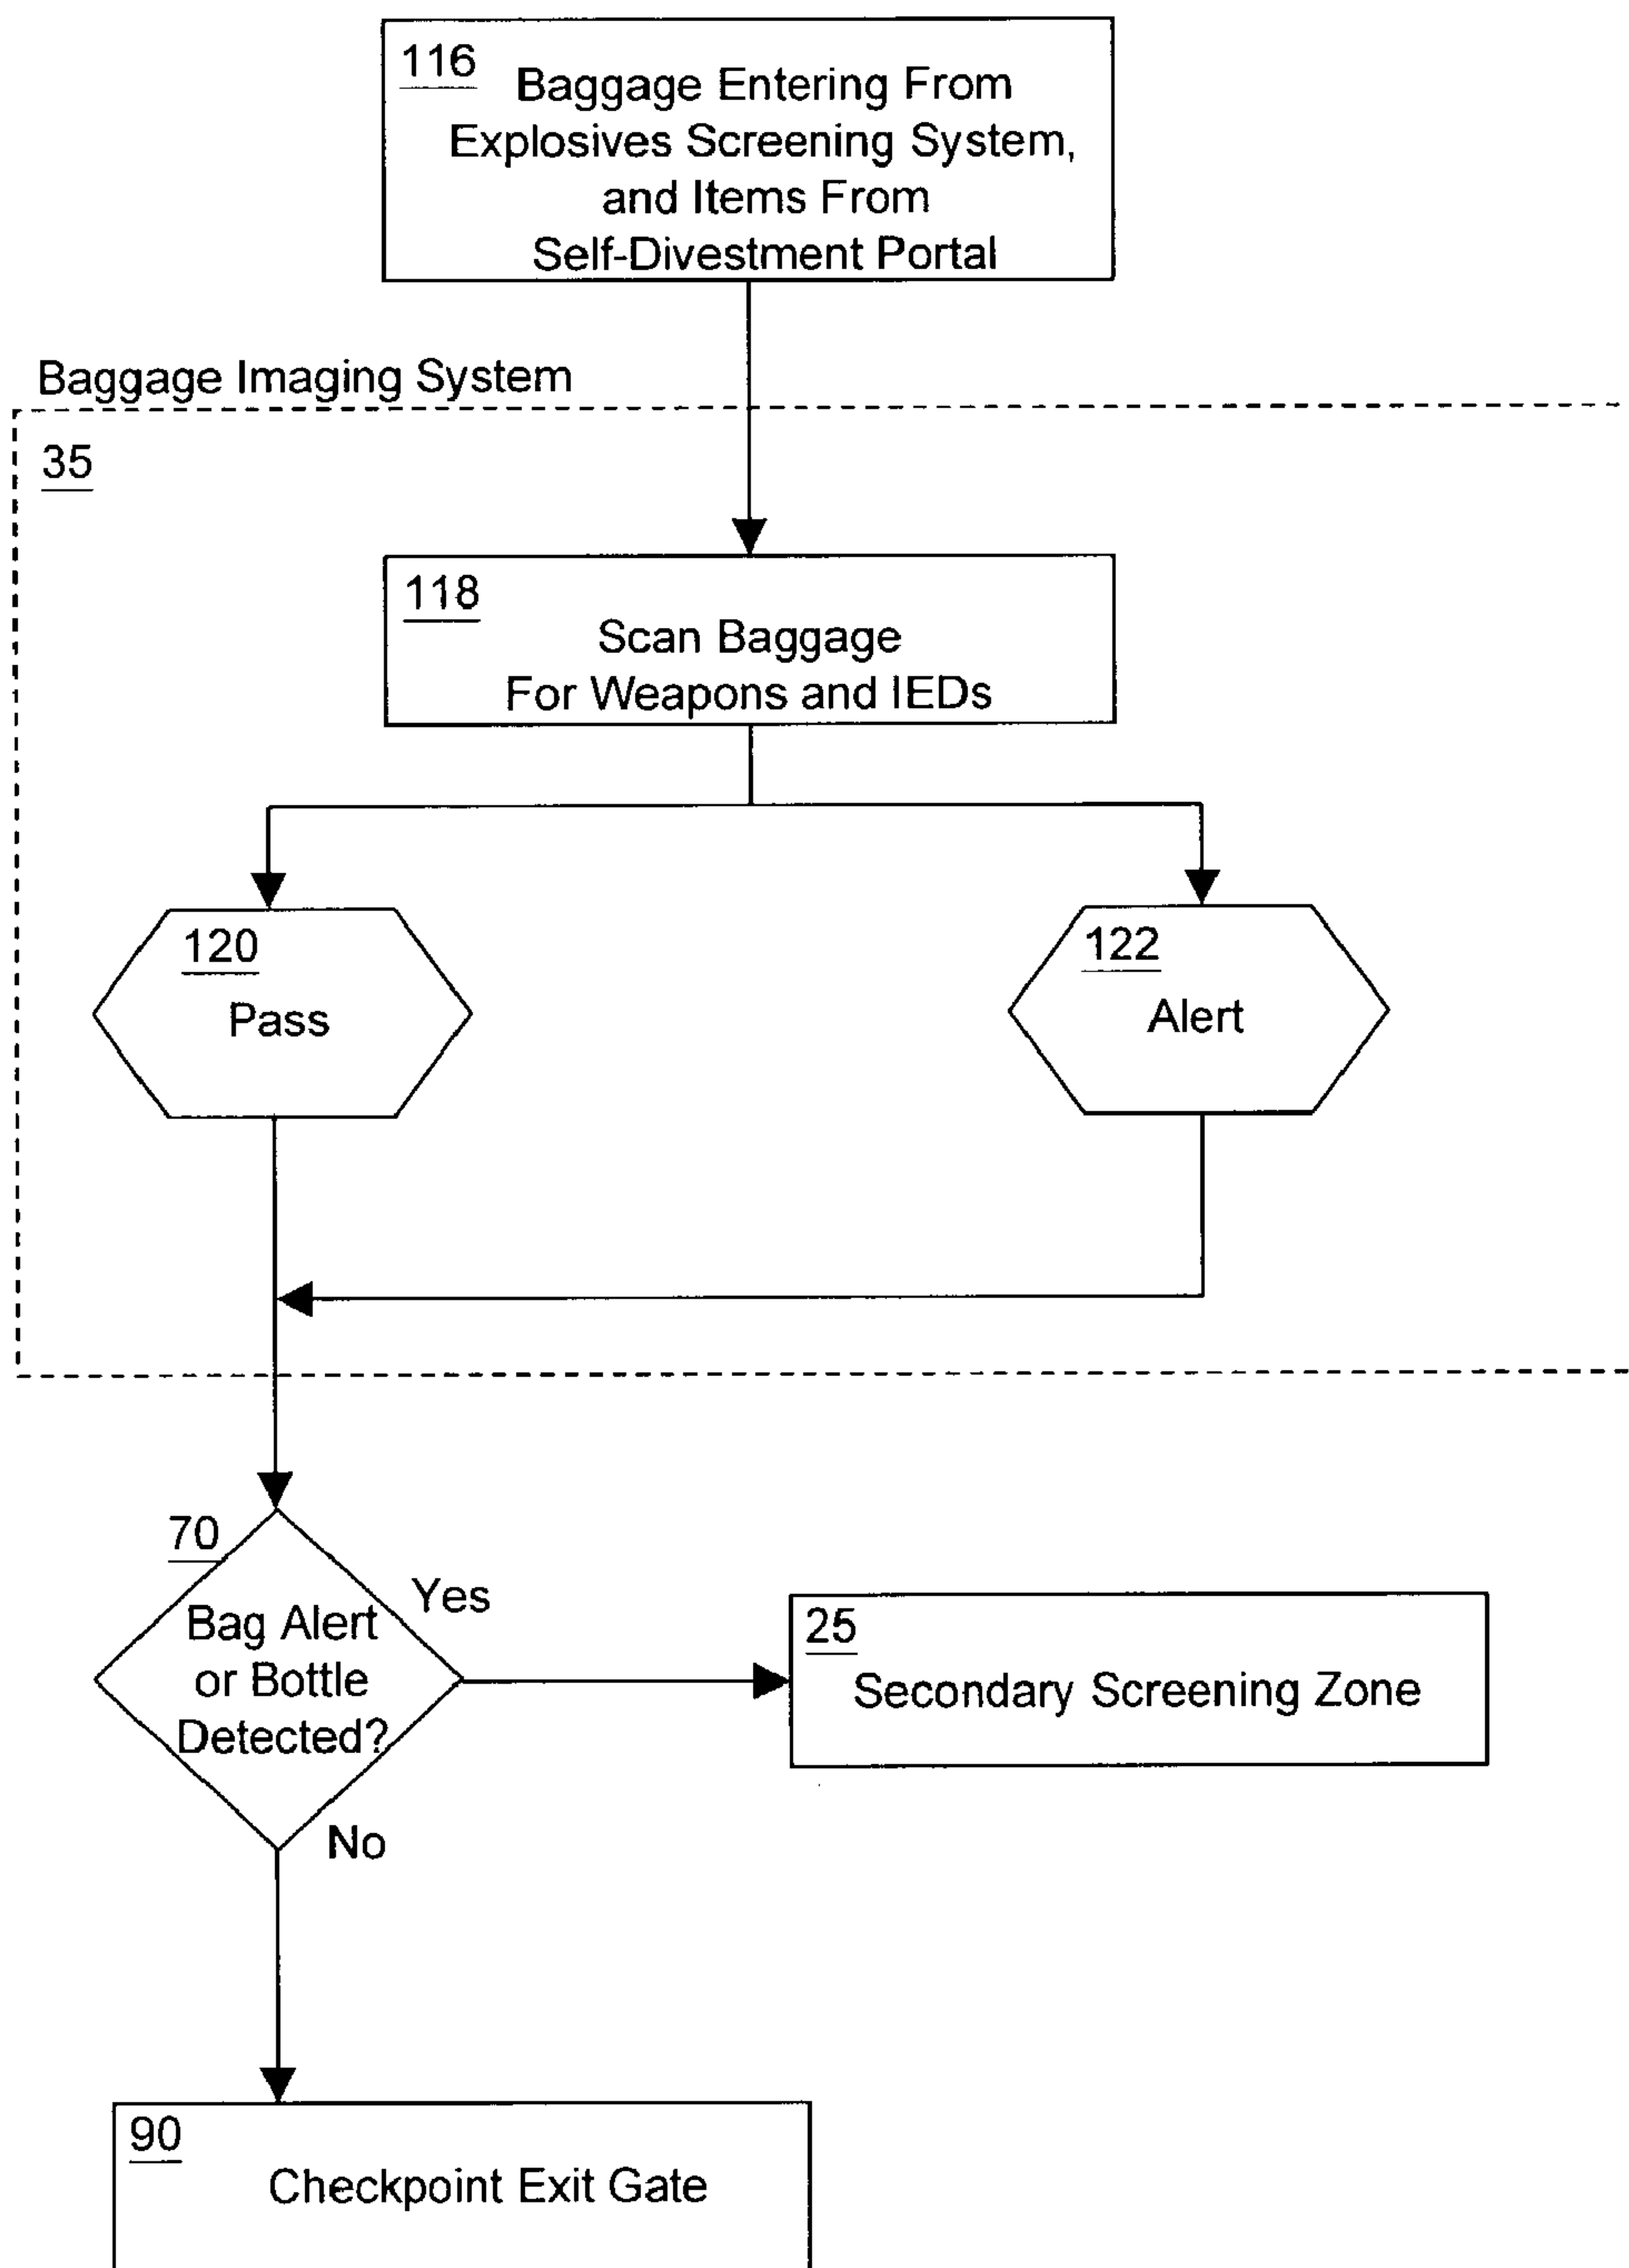 116
Baggage Entering From
Explosives Screening System,
and Items From
Self-Divestment Portal
Baggage Imaging System
35
118
Scan Baggage
For Weapons and IEDs
120
Pass
122
Alert
70
Bag Alert
or Bottle
Detected?
Yes
25
Secondary Screening Zone
No
90
Checkpoint Exit Gate